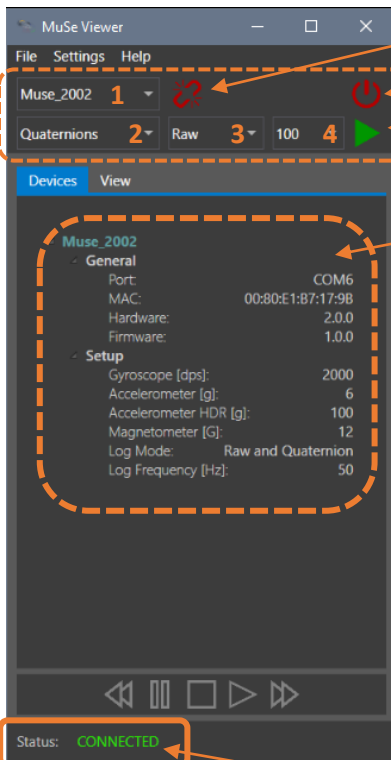 MuSe Viewer
File Settings Help
Muse_2002 1
Quaternions 2 Raw 3 100 4
Devices View
Muse_2002
General
Port: COM6
MAC: 00:80:E1:B7:17:9B
Hardware: 2.0.0
Firmware: 1.0.0
Setup
Gyroscope [dps]: 2000
Accelerometer [g]: 6
Accelerometer HDR [g]: 100
Magnetometer [G]: 12
Log Mode: Raw and Quaternion
Log Frequency [Hz]: 50
Status: CONNECTED